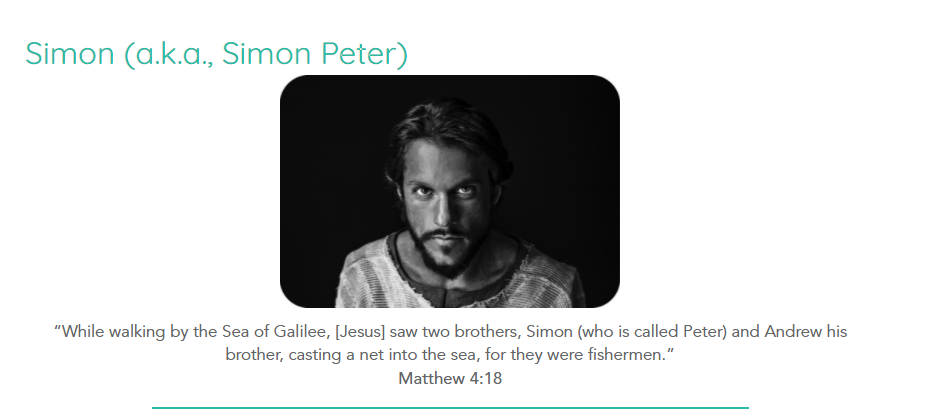 Simon (a.k.a., Simon Peter)
“While walking by the Sea of Galilee, [Jesus] saw two brothers, Simon (who is called Peter) and Andrew his
brother, casting a net into the sea, for they were fishermen.”
Matthew 4:18